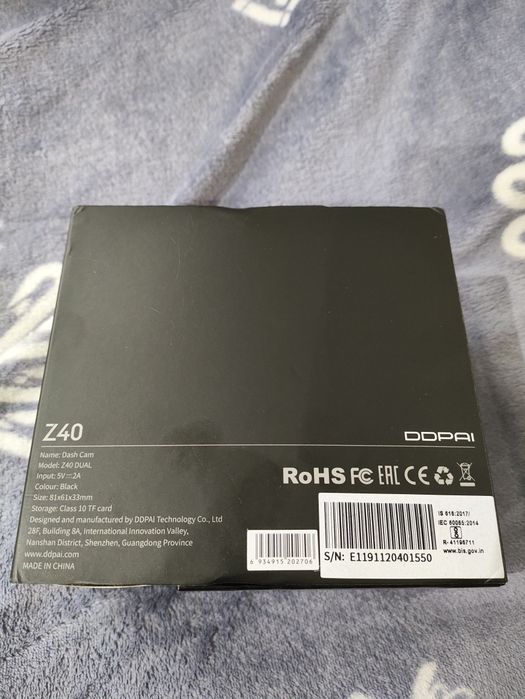 Z40
DDPAI
Name: Dash Cam
Model: Z40 DUAL
Input: 5V⎓2A
Colour: Black
Size: 81x61x33mm
Storage: Class 10 TF card
Designed and manufactured by DDPAI Technology Co., Ltd
28F, Building 8A, International Innovation Valley,
Nanshan District, Shenzhen, Guangdong Province
www.ddpai.com
MADE IN CHINA
RoHS FC EAC CE
6 934915 202706
S/N: E1191120401550
IS 616:2017/
IEC 60065:2014
R- 41196711
www.bis.gov.in